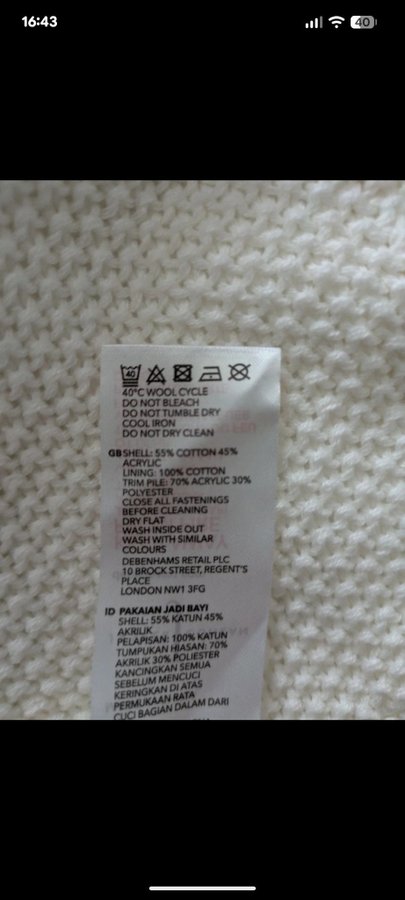 16:43
40
40
40°C WOOL CYCLE
DO NOT BLEACH
DO NOT TUMBLE DRY
COOL IRON
DO NOT DRY CLEAN
GB SHELL: 55% COTTON 45%
ACRYLIC
LINING: 100% COTTON
TRIM PILE: 70% ACRYLIC 30%
POLYESTER
CLOSE ALL FASTENINGS
BEFORE CLEANING
DRY FLAT
WASH INSIDE OUT
WASH WITH SIMILAR
COLOURS
DEBENHAMS RETAIL PLC
10 BROCK STREET, REGENT'S
PLACE
LONDON NW1 3FG
ID PAKAIAN JADI BAYI
SHELL: 55% KATUN 45%
AKRILIK
PELAPISAN: 100% KATUN
TUMPUKAN HIASAN: 70%
AKRILIK 30% POLIESTER
KANCINGKAN SEMUA
SEBELUM MENCUCI
KERINGKAN DI ATAS
PERMUKAAN RATA
CUCI BAGIAN DALAM DARI